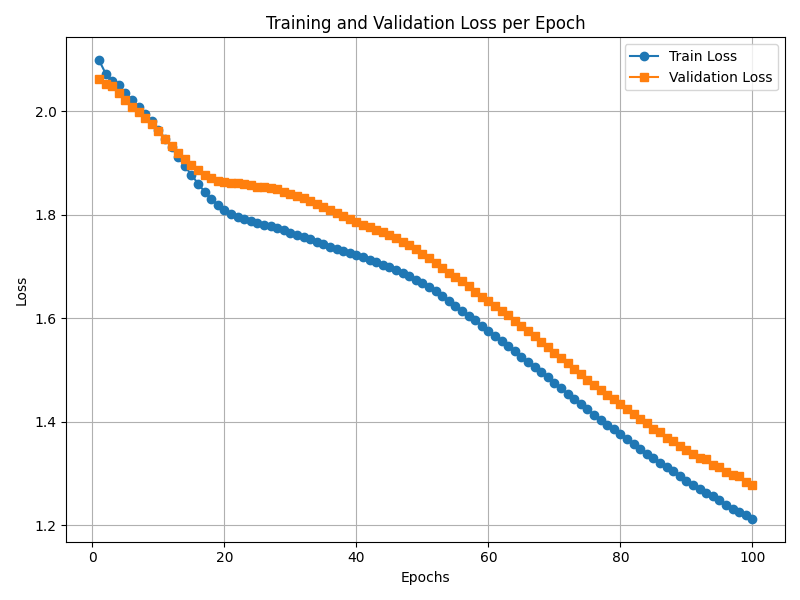 Training and Validation Loss per Epoch
Train Loss
Validation Loss
2.0
1.8
1.6
1.4
1.2
Loss
0 20 40 60 80 100
Epochs